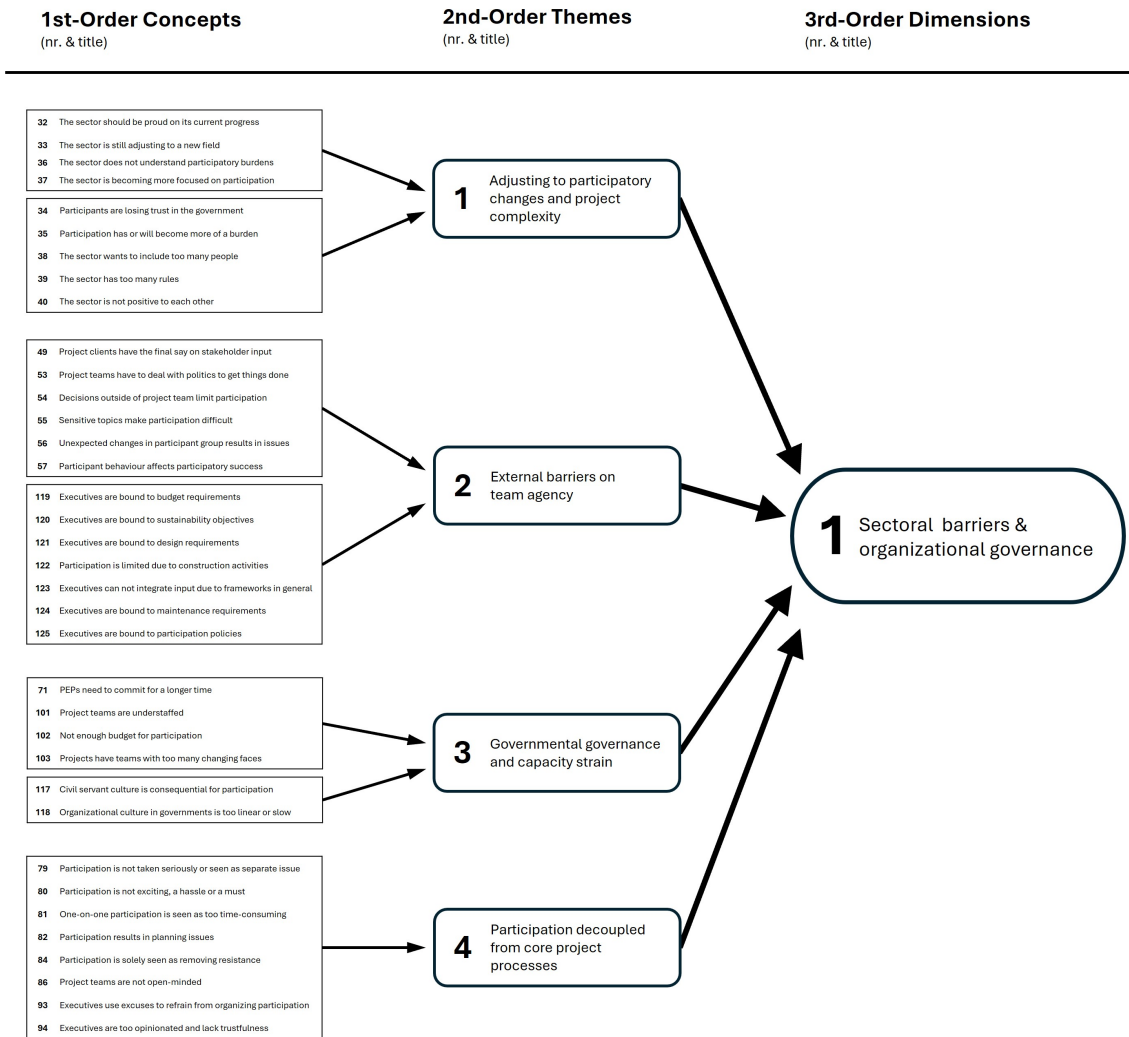 1st-Order Concepts
(nr. & title)
2nd-Order Themes
(nr. & title)
3rd-Order Dimensions
(nr. & title)
32 The sector should be proud on its current progress
33 The sector is still adjusting to a new field
36 The sector does not understand participatory burdens
37 The sector is becoming more focused on participation
34 Participants are losing trust in the government
35 Participation has or will become more of a burden
38 The sector wants to include too many people
39 The sector has too many rules
40 The sector is not positive to each other
1 Adjusting to participatory
changes and project
complexity
49 Project clients have the final say on stakeholder input
53 Project teams have to deal with politics to get things done
54 Decisions outside of project team limit participation
55 Sensitive topics make participation difficult
56 Unexpected changes in participant group results in issues
57 Participant behaviour affects participatory success
119 Executives are bound to budget requirements
120 Executives are bound to sustainability objectives
121 Executives are bound to design requirements
122 Participation is limited due to construction activities
123 Executives can not integrate input due to frameworks in general
124 Executives are bound to maintenance requirements
125 Executives are bound to participation policies
2 External barriers on
team agency
1 Sectoral barriers &
organizational governance
71 PEPs need to commit for a longer time
101 Project teams are understaffed
102 Not enough budget for participation
103 Projects have teams with too many changing faces
117 Civil servant culture is consequential for participation
118 Organizational culture in governments is too linear or slow
3 Governmental governance
and capacity strain
79 Participation is not taken seriously or seen as separate issue
80 Participation is not exciting, a hassle or a must
81 One-on-one participation is seen as too time-consuming
82 Participation results in planning issues
84 Participation is solely seen as removing resistance
86 Project teams are not open-minded
93 Executives use excuses to refrain from organizing participation
94 Executives are too opinionated and lack trustfulness
4 Participation decoupled
from core project
processes